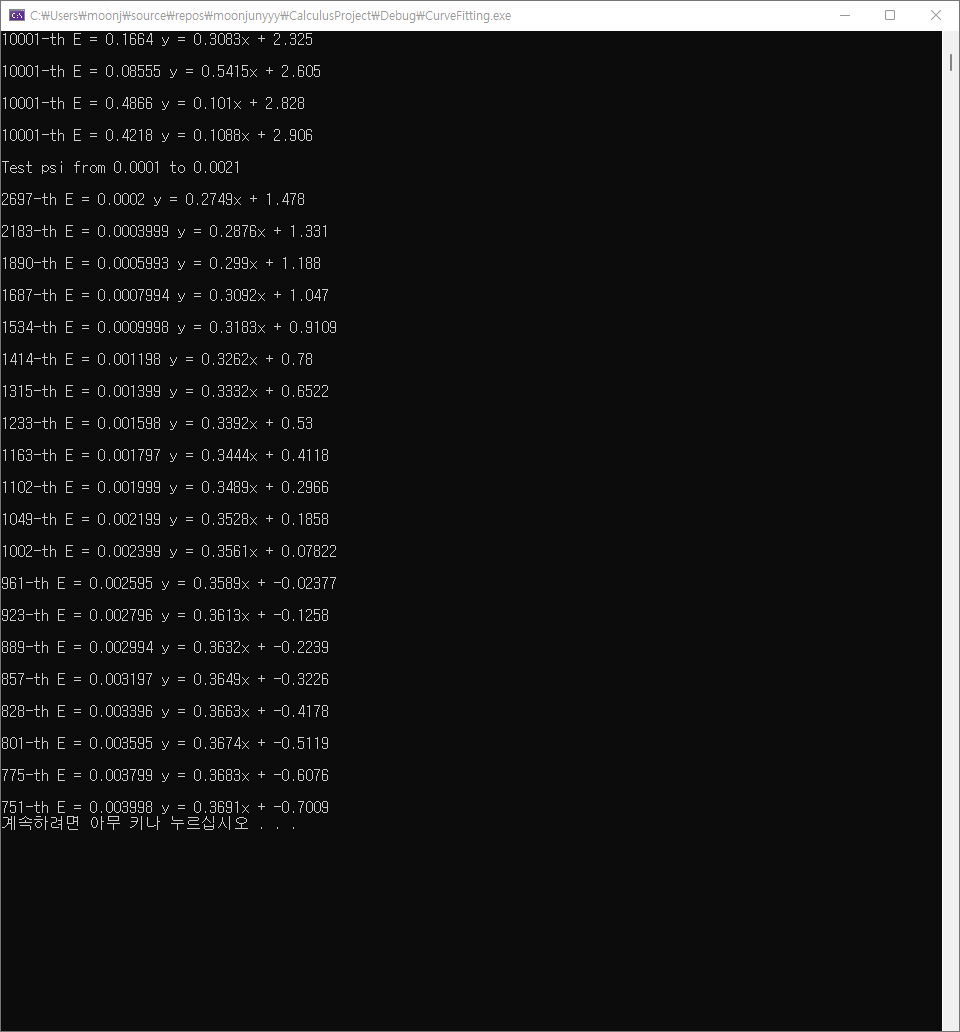 C:\Users₩moonj₩source₩repos₩moonjunyyy₩CalculusProject₩Debug₩CurveFitting.exe
10001-th E = 0.1664 y = 0.3083x + 2.325
10001-th E = 0.08555 y = 0.5415x + 2.605
10001-th E = 0.4866 y = 0.101x + 2.828
10001-th E = 0.4218 y = 0.1088x + 2.906
Test psi from 0.0001 to 0.0021
2697-th E = 0.0002 y = 0.2749x + 1.478
2183-th E = 0.0003999 y = 0.2876x + 1.331
1890-th E = 0.0005993 y = 0.299x + 1.188
1687-th E = 0.0007994 y = 0.3092x + 1.047
1534-th E = 0.0009998 y = 0.3183x + 0.9109
1414-th E = 0.001198 y = 0.3262x + 0.78
1315-th E = 0.001399 y = 0.3332x + 0.6522
1233-th E = 0.001598 y = 0.3392x + 0.53
1163-th E = 0.001797 y = 0.3444x + 0.4118
1102-th E = 0.001999 y = 0.3489x + 0.2966
1049-th E = 0.002199 y = 0.3528x + 0.1858
1002-th E = 0.002399 y = 0.3561x + 0.07822
961-th E = 0.002595 y = 0.3589x + -0.02377
923-th E = 0.002796 y = 0.3613x + -0.1258
889-th E = 0.002994 y = 0.3632x + -0.2239
857-th E = 0.003197 y = 0.3649x + -0.3226
828-th E = 0.003396 y = 0.3663x + -0.4178
801-th E = 0.003595 y = 0.3674x + -0.5119
775-th E = 0.003799 y = 0.3683x + -0.6076
751-th E = 0.003998 y = 0.3691x + -0.7009
계속하려면 아무 키나 누르십시오 . . .